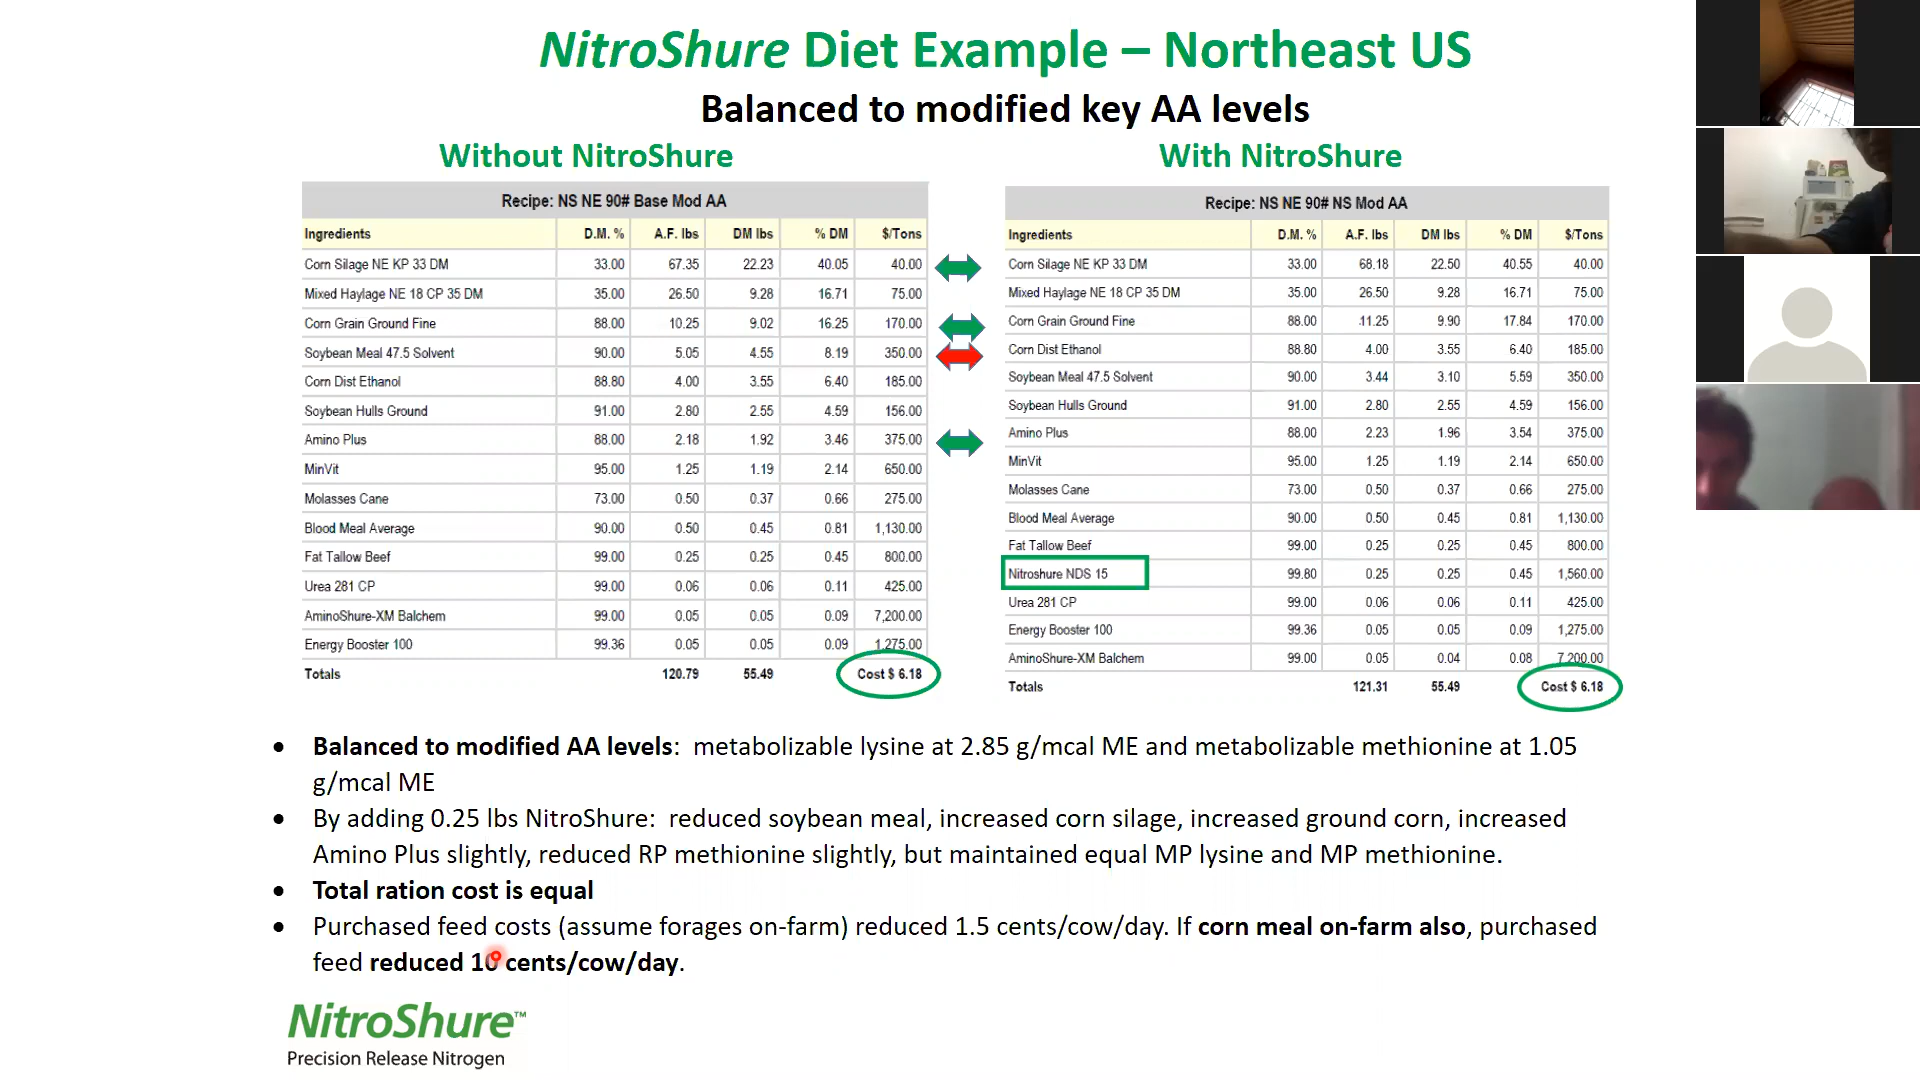 NitroShure Diet Example – Northeast US
Balanced to modified key AA levels
Without NitroShure
Recipe: NS NE 90# Base Mod AA
Ingredients D.M. % A.F. lbs DM lbs % DM $/Tons
Corn Silage NE KP 33 DM 33.00 67.35 22.23 40.05 40.00
Mixed Haylage NE 18 CP 35 DM 35.00 26.50 9.28 16.71 75.00
Corn Grain Ground Fine 88.00 10.25 9.02 16.25 170.00
Soybean Meal 47.5 Solvent 90.00 5.05 4.55 8.19 350.00
Corn Dist Ethanol 88.80 4.00 3.55 6.40 185.00
Soybean Hulls Ground 91.00 2.80 2.55 4.59 156.00
Amino Plus 88.00 2.18 1.92 3.46 375.00
MinVit 95.00 1.25 1.19 2.14 650.00
Molasses Cane 73.00 0.50 0.37 0.66 275.00
Blood Meal Average 90.00 0.50 0.45 0.81 1,130.00
Fat Tallow Beef 99.00 0.25 0.25 0.45 800.00
Urea 281 CP 99.00 0.06 0.06 0.11 425.00
AminoShure-XM Balchem 99.00 0.05 0.05 0.09 7,200.00
Energy Booster 100 99.36 0.05 0.05 0.09 1,275.00
Totals 120.79 55.49 Cost $ 6.18
With NitroShure
Recipe: NS NE 90# NS Mod AA
Ingredients D.M. % A.F. lbs DM lbs % DM $/Tons
Corn Silage NE KP 33 DM 33.00 68.18 22.50 40.55 40.00
Mixed Haylage NE 18 CP 35 DM 35.00 26.50 9.28 16.71 75.00
Corn Grain Ground Fine 88.00 11.25 9.90 17.84 170.00
Corn Dist Ethanol 88.80 4.00 3.55 6.40 185.00
Soybean Meal 47.5 Solvent 90.00 3.44 3.10 5.59 350.00
Soybean Hulls Ground 91.00 2.80 2.55 4.59 156.00
Amino Plus 88.00 2.23 1.96 3.54 375.00
MinVit 95.00 1.25 1.19 2.14 650.00
Molasses Cane 73.00 0.50 0.37 0.66 275.00
Blood Meal Average 90.00 0.50 0.45 0.81 1,130.00
Fat Tallow Beef 99.00 0.25 0.25 0.45 800.00
Nitroshure NDS 15 99.80 0.25 0.25 0.45 1,560.00
Urea 281 CP 99.00 0.06 0.06 0.11 425.00
Energy Booster 100 99.36 0.05 0.05 0.09 1,275.00
AminoShure-XM Balchem 99.00 0.05 0.04 0.08 7,200.00
Totals 121.31 55.49 Cost $ 6.18
• Balanced to modified AA levels: metabolizable lysine at 2.85 g/mcal ME and metabolizable methionine at 1.05
g/mcal ME
• By adding 0.25 lbs NitroShure: reduced soybean meal, increased corn silage, increased ground corn, increased
Amino Plus slightly, reduced RP methionine slightly, but maintained equal MP lysine and MP methionine.
• Total ration cost is equal
• Purchased feed costs (assume forages on-farm) reduced 1.5 cents/cow/day. If corn meal on-farm also, purchased
feed reduced 10 cents/cow/day.
NitroShure™
Precision Release Nitrogen